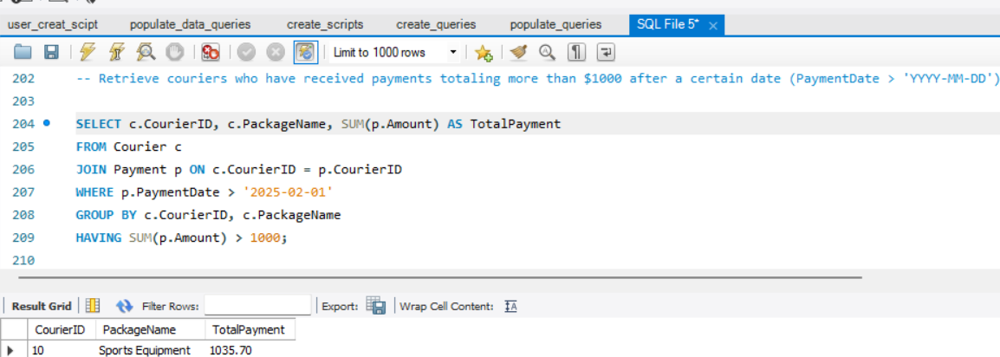 user_creat_scipt populate_data_queries create_scripts create_queries populate_queries SQL File 5* ×
Limit to 1000 rows
202 -- Retrieve couriers who have received payments totaling more than $1000 after a certain date (PaymentDate > 'YYYY-MM-DD')
203
204 SELECT c.CourierID, c.PackageName, SUM(p.Amount) AS TotalPayment
205 FROM Courier c
206 JOIN Payment p ON c.CourierID = p.CourierID
207 WHERE p.PaymentDate > '2025-02-01'
208 GROUP BY c.CourierID, c.PackageName
209 HAVING SUM(p.Amount) > 1000;
210
Result Grid Filter Rows: Export: Wrap Cell Content:
CourierID PackageName TotalPayment
10 Sports Equipment 1035.70